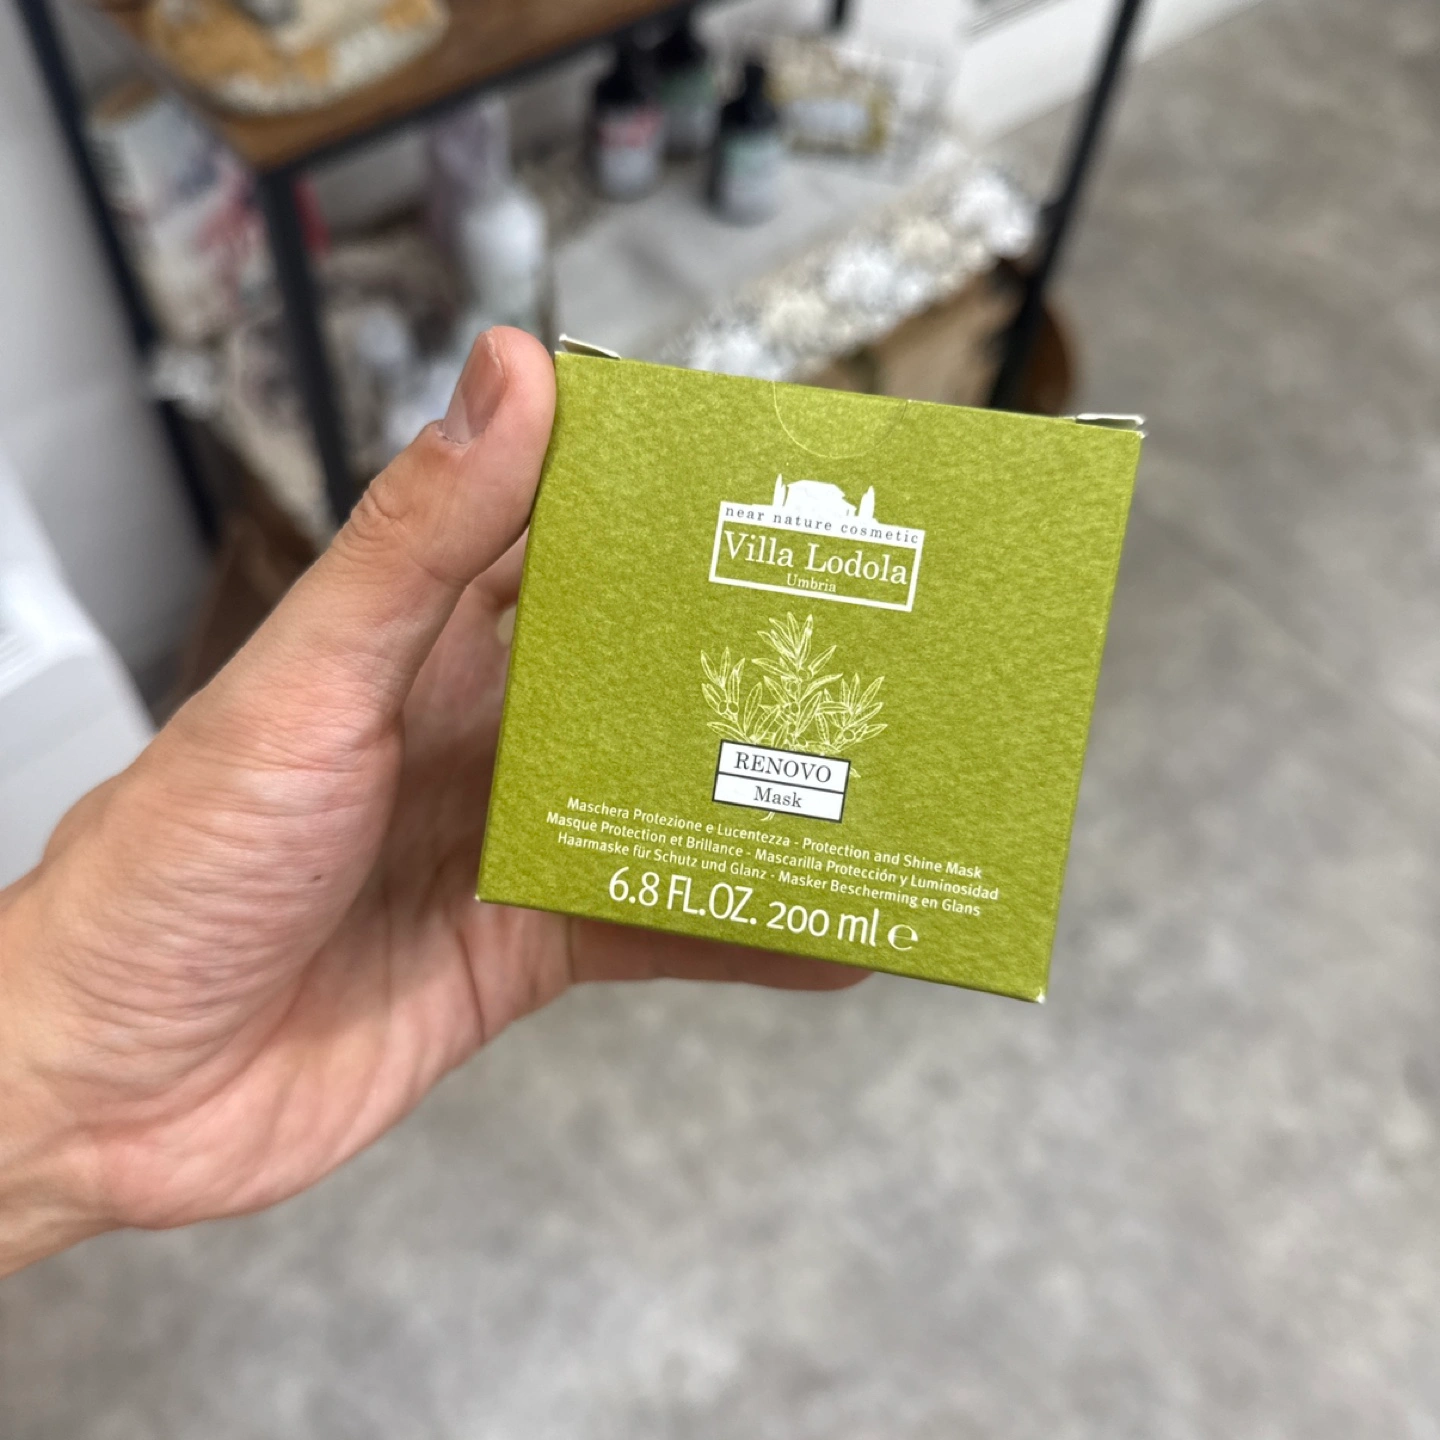 near nature cosmetic
Villa Lodola
Umbria
RENOVO
Mask
Maschera Protezione e Lucentezza - Protection and Shine Mask
Masque Protection et Brillance - Mascarilla Protección y Luminosidad
Haarmaske für Schutz und Glanz - Masker Bescherming en Glans
6.8 FL.OZ. 200 ml ℮